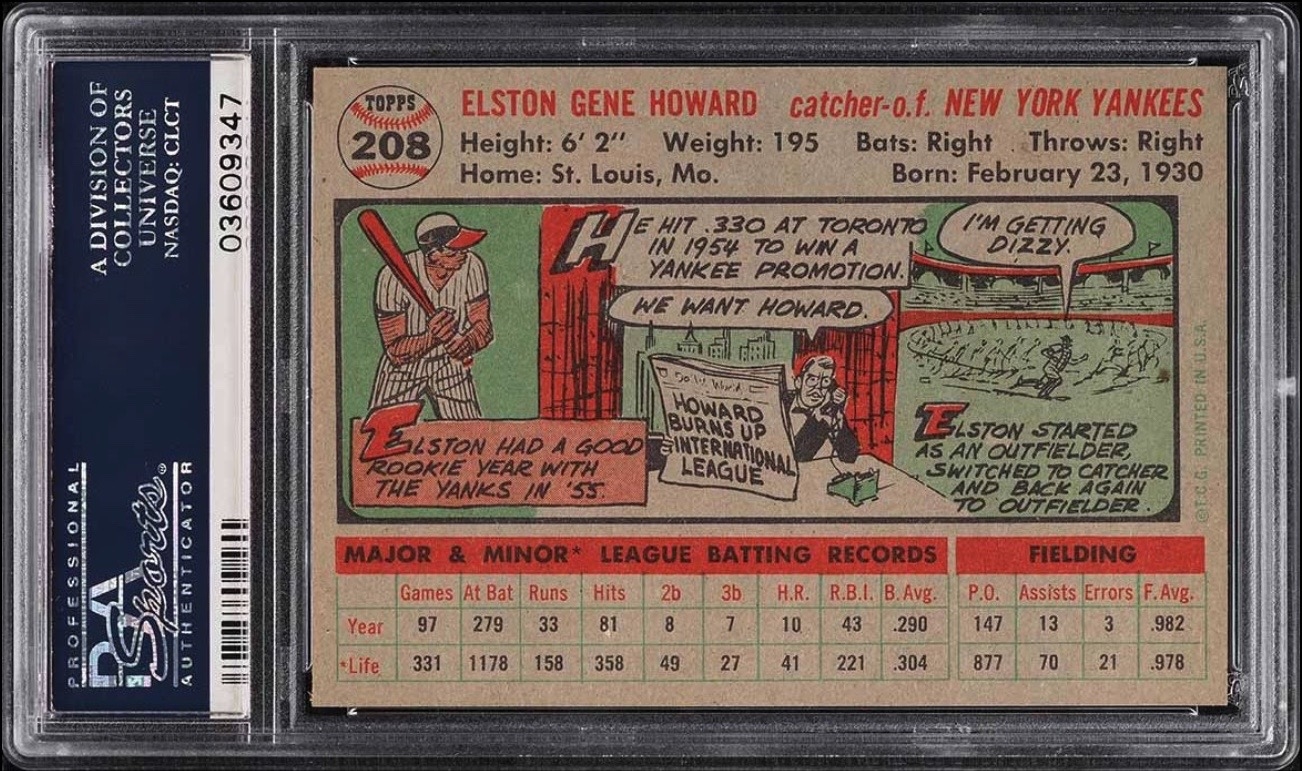 A DIVISION OF
COLLECTORS
UNIVERSE
NASDAQ: CLCT
03609347
PROFESSIONAL
PSA
Sports®
AUTHENTICATOR
TOPPS
208
ELSTON GENE HOWARD catcher-o.f. NEW YORK YANKEES
Height: 6' 2" Weight: 195 Bats: Right Throws: Right
Home: St. Louis, Mo. Born: February 23, 1930
ELSTON HAD A GOOD
ROOKIE YEAR WITH
THE YANKS IN '55.
HE HIT .330 AT TORONTO
IN 1954 TO WIN A
YANKEE PROMOTION.
WE WANT HOWARD.
Daily World
HOWARD
BURNS UP
INTERNATIONAL
LEAGUE
I'M GETTING
DIZZY.
ELSTON STARTED
AS AN OUTFIELDER,
SWITCHED TO CATCHER
AND BACK AGAIN
TO OUTFIELDER.
©T.C.G. PRINTED IN U.S.A.
MAJOR & MINOR* LEAGUE BATTING RECORDS FIELDING
Games At Bat Runs Hits 2b 3b H.R. R.B.I. B.Avg. P.O. Assists Errors F.Avg.
Year 97 279 33 81 8 7 10 43 .290 147 13 3 .982
*Life 331 1178 158 358 49 27 41 221 .304 877 70 21 .978